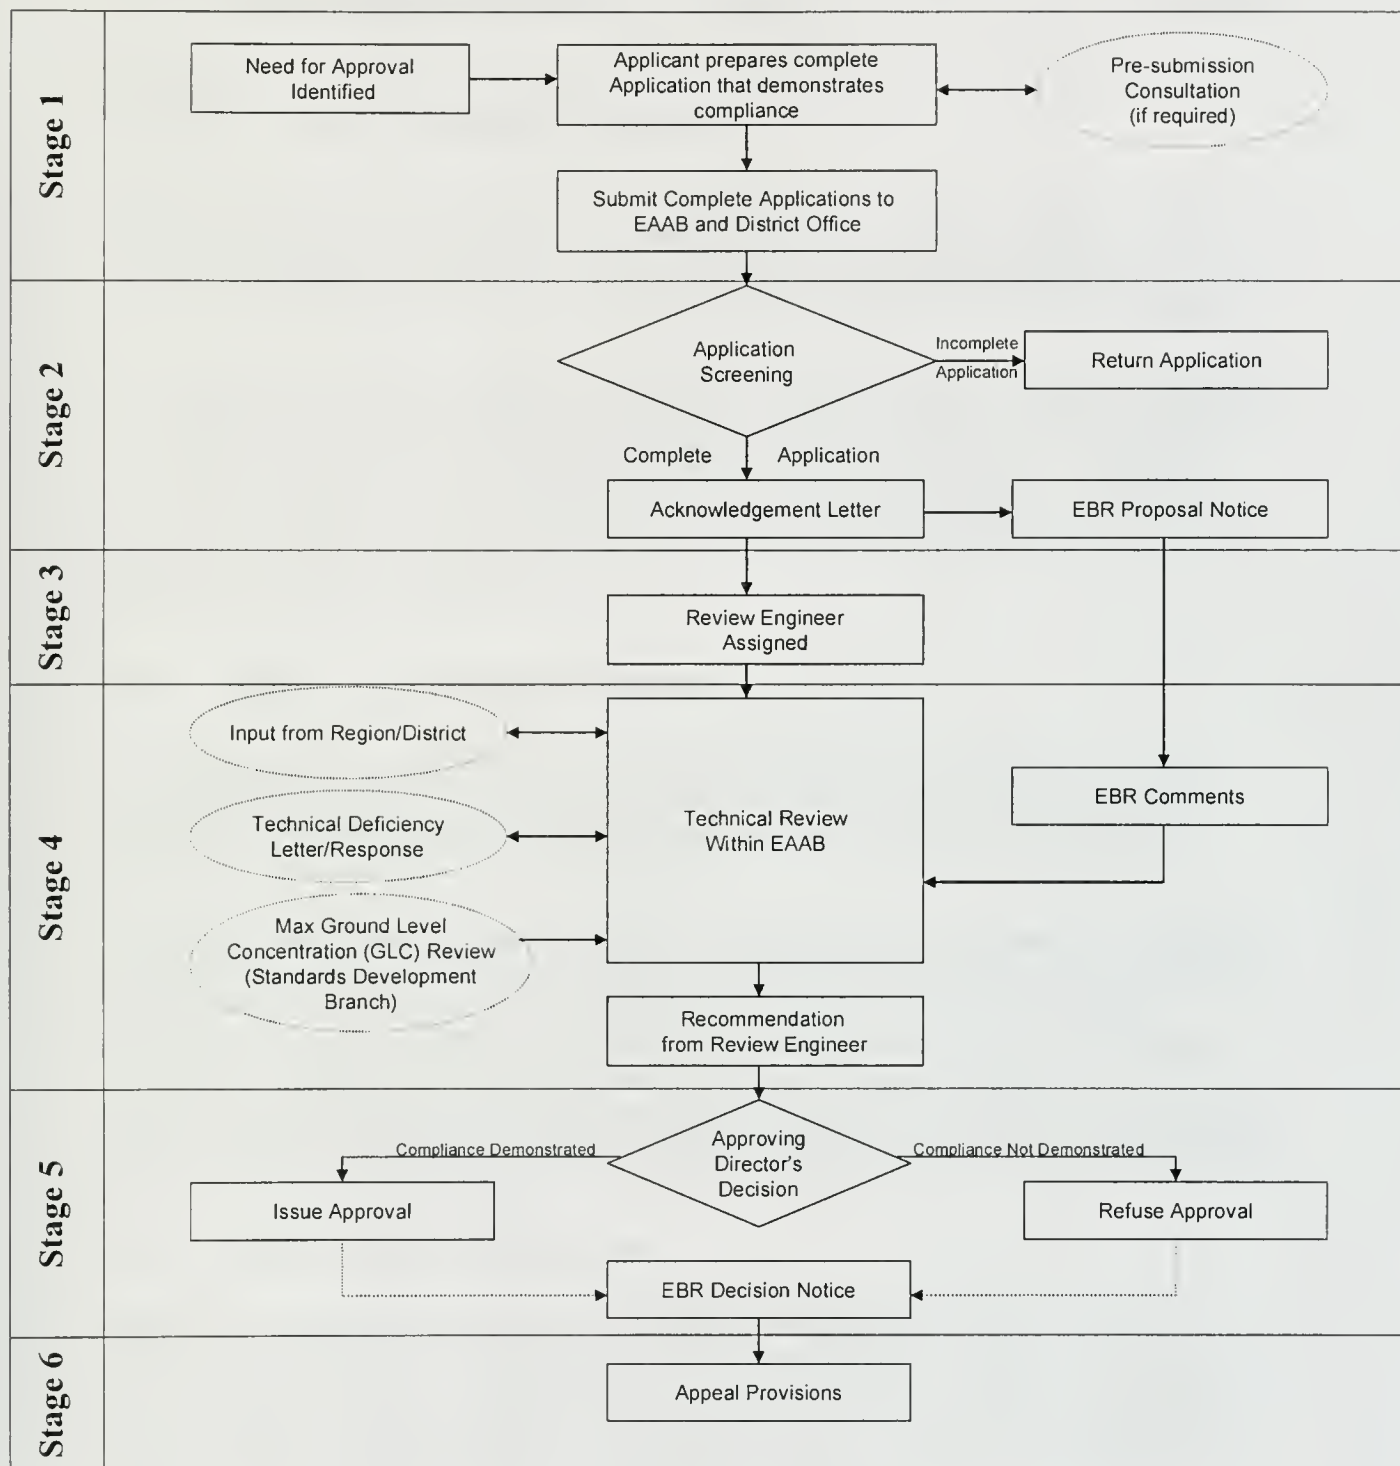 Stage 1
Need for Approval
Identified
Applicant prepares complete
Application that demonstrates
compliance
Pre-submission
Consultation
(if required)
Submit Complete Applications to
EAAB and District Office
Stage 2
Application
Screening
Incomplete
Application
Return Application
Complete Application
Acknowledgement Letter
EBR Proposal Notice
Stage 3
Review Engineer
Assigned
Stage 4
Input from Region/District
Technical Deficiency
Letter/Response
Max Ground Level
Concentration (GLC) Review
(Standards Development
Branch)
Technical Review
Within EAAB
EBR Comments
Recommendation
from Review Engineer
Stage 5
Compliance Demonstrated
Approving
Director's
Decision
Compliance Not Demonstrated
Issue Approval
Refuse Approval
EBR Decision Notice
Stage 6
Appeal Provisions